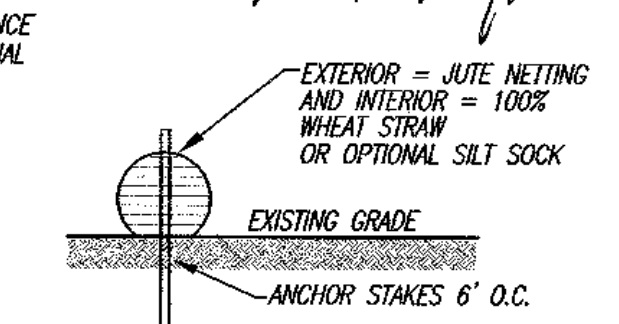 EXTERIOR = JUTE NETTING
AND INTERIOR = 100%
WHEAT STRAW
OR OPTIONAL SILT SOCK
EXISTING GRADE
ANCHOR STAKES 6' O.C.